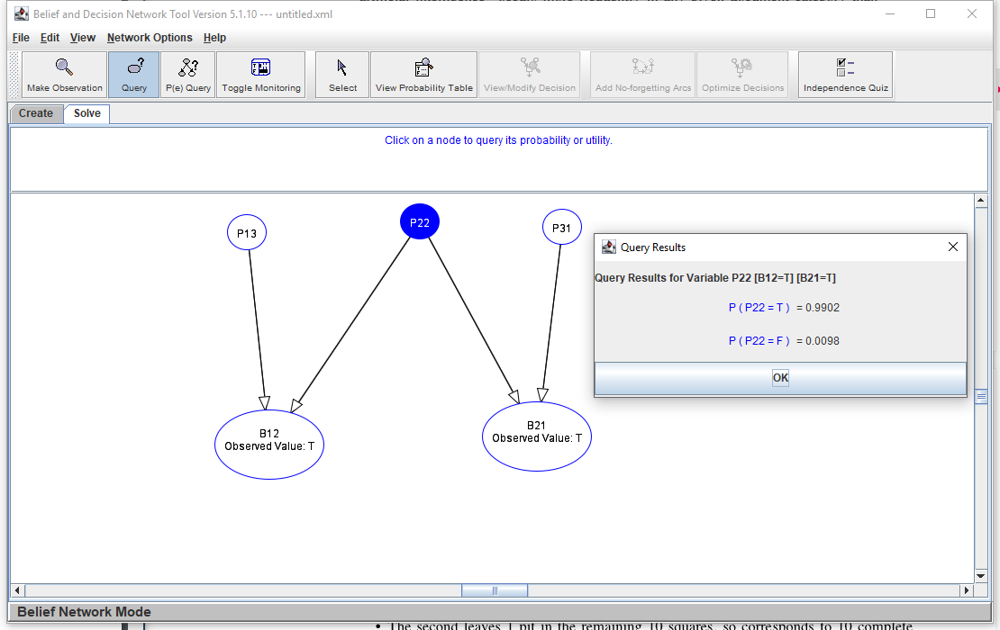 Belief and Decision Network Tool Version 5.1.10 --- untitled.xml
File Edit View Network Options Help
Make Observation Query P(e) Query Toggle Monitoring Select View Probability Table View/Modify Decision Add No-forgetting Arcs Optimize Decisions Independence Quiz
Create Solve
Click on a node to query its probability or utility.
P13
P22
P31
Query Results
Query Results for Variable P22 [B12=T] [B21=T]
P ( P22 = T ) = 0.9902
P ( P22 = F ) = 0.0098
OK
B12
Observed Value: T
B21
Observed Value: T
Belief Network Mode
The second leaves 1 pit in the remaining 10 squares, so corresponds to 10 complete